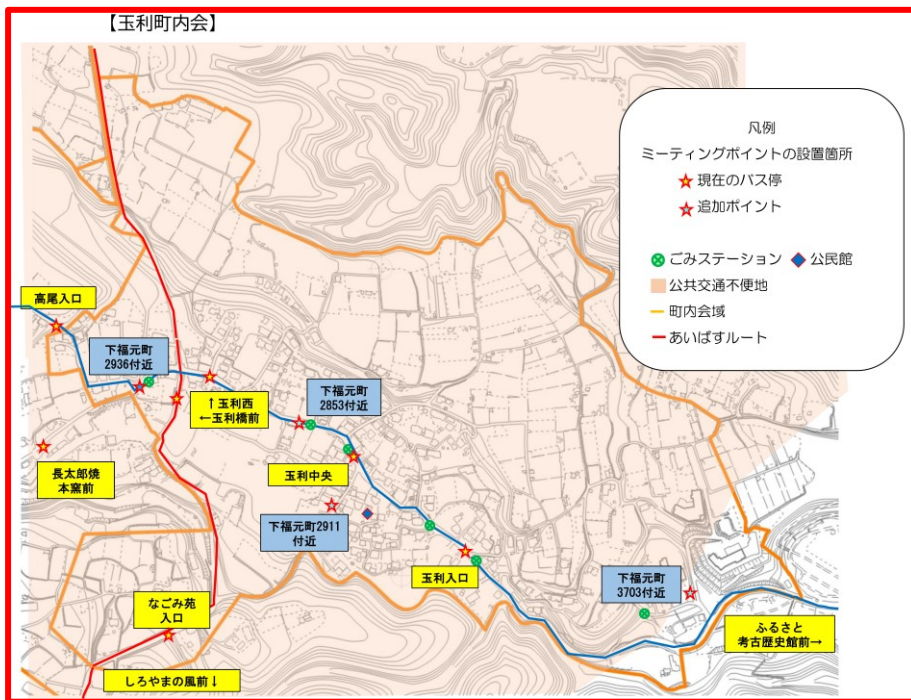 【玉利町内会】
凡例
ミーティングポイントの設置箇所
現在のバス停
追加ポイント
ごみステーション
公民館
公共交通不便地
町内会域
あいばすルート
高尾入口
下福元町
2936付近
↑玉利西
←玉利橋前
下福元町
2853付近
長太郎焼
本窯前
玉利中央
下福元町2911
付近
玉利入口
下福元町
3703付近
なごみ苑
入口
ふるさと
考古歴史館前→
しろやまの風前↓